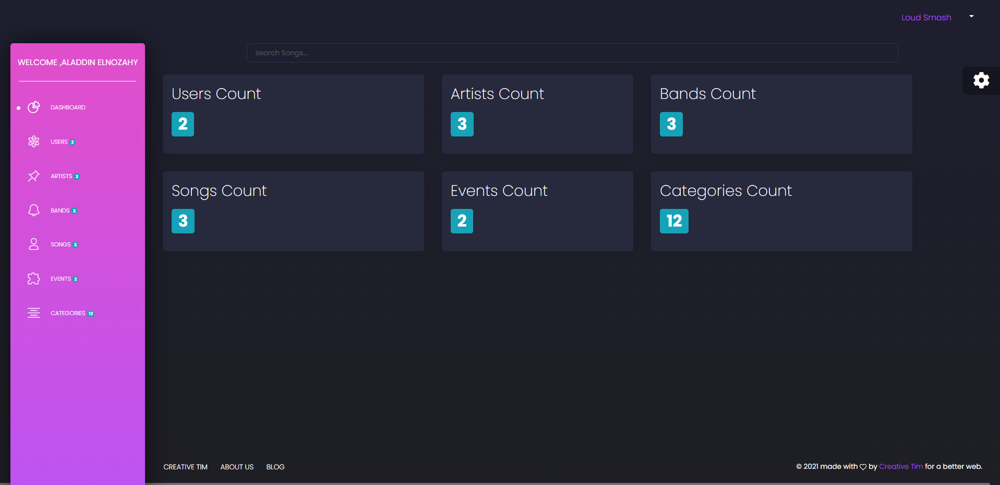 Loud Smash
WELCOME ,ALADDIN ELNOZAHY
DASHBOARD
USERS 2
ARTISTS 3
BANDS 3
SONGS 3
EVENTS 2
CATEGORIES 12
search Songs...
Users Count
2
Artists Count
3
Bands Count
3
Songs Count
3
Events Count
2
Categories Count
12
CREATIVE TIM ABOUT US BLOG
© 2021 made with ♡ by Creative Tim for a better web.